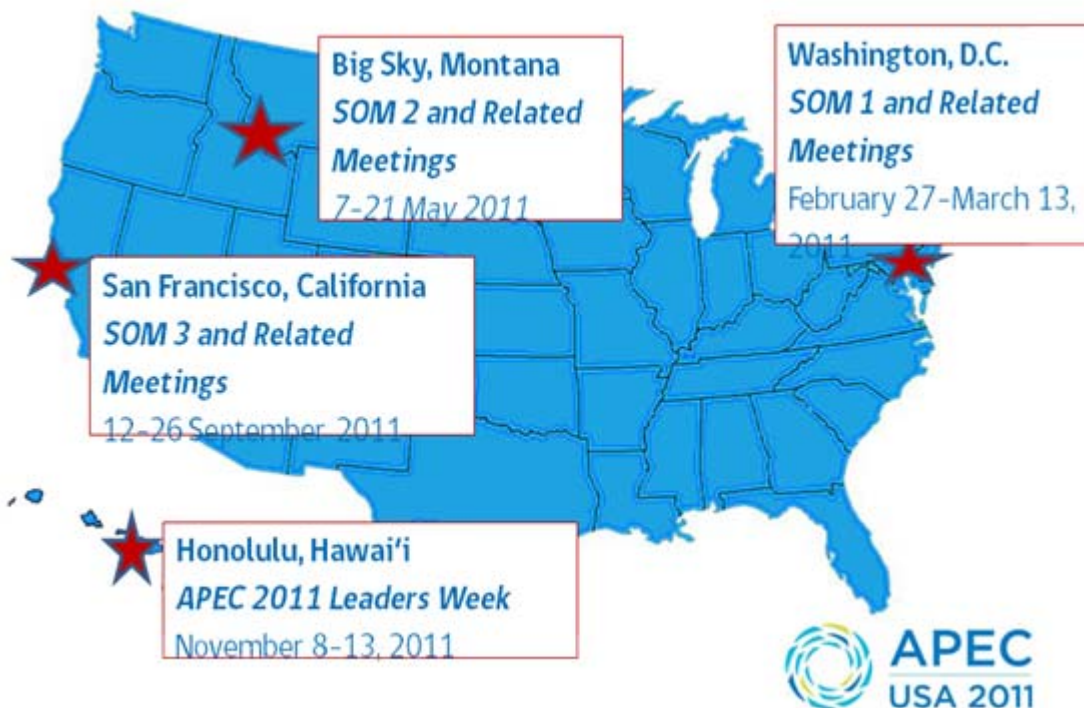 Big Sky, Montana
SOM 2 and Related
Meetings
7-21 May 2011
Washington, D.C.
SOM 1 and Related
Meetings
February 27-March 13,
2011
San Francisco, California
SOM 3 and Related
Meetings
12-26 September 2011
Honolulu, Hawai‘i
APEC 2011 Leaders Week
November 8-13, 2011
APEC
USA 2011